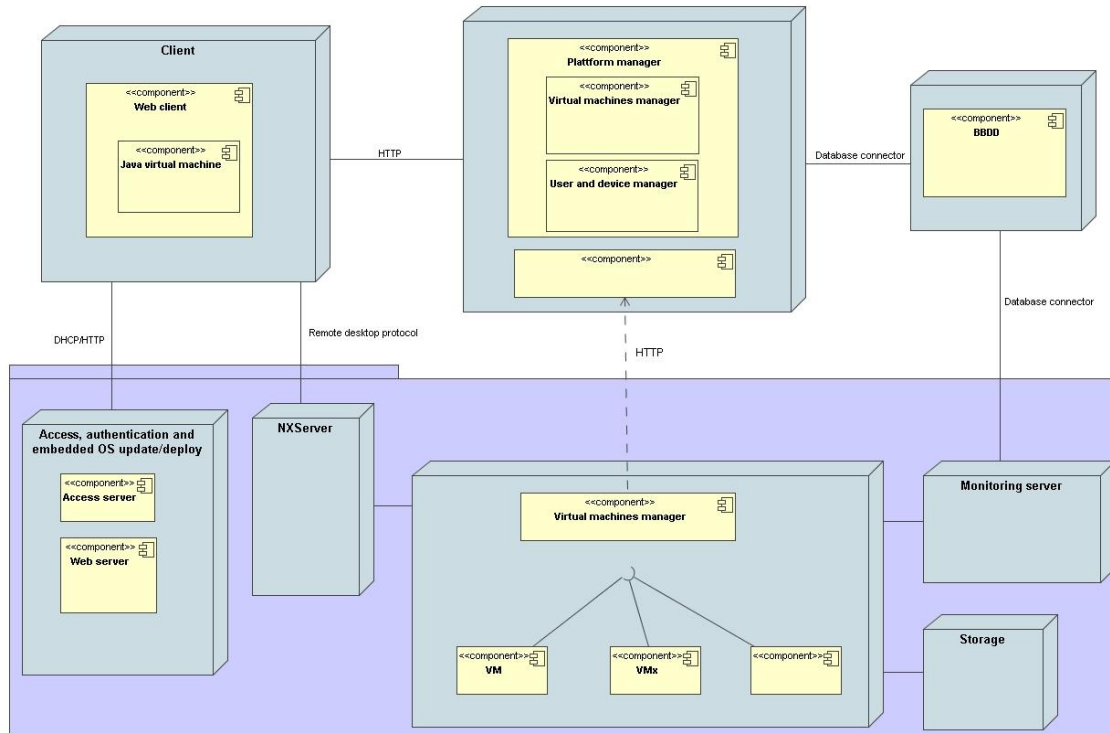 Client
<<component>>
Web client
<<component>>
Java virtual machine
HTTP
<<component>>
Plattform manager
<<component>>
Virtual machines manager
<<component>>
User and device manager
<<component>>
Database connector
<<component>>
BBDD
DHCP/HTTP
Remote desktop protocol
HTTP
Database connector
Access, authentication and
embedded OS update/deploy
<<component>>
Access server
<<component>>
Web server
NXServer
<<component>>
Virtual machines manager
<<component>>
VM
<<component>>
VMx
<<component>>
Monitoring server
Storage